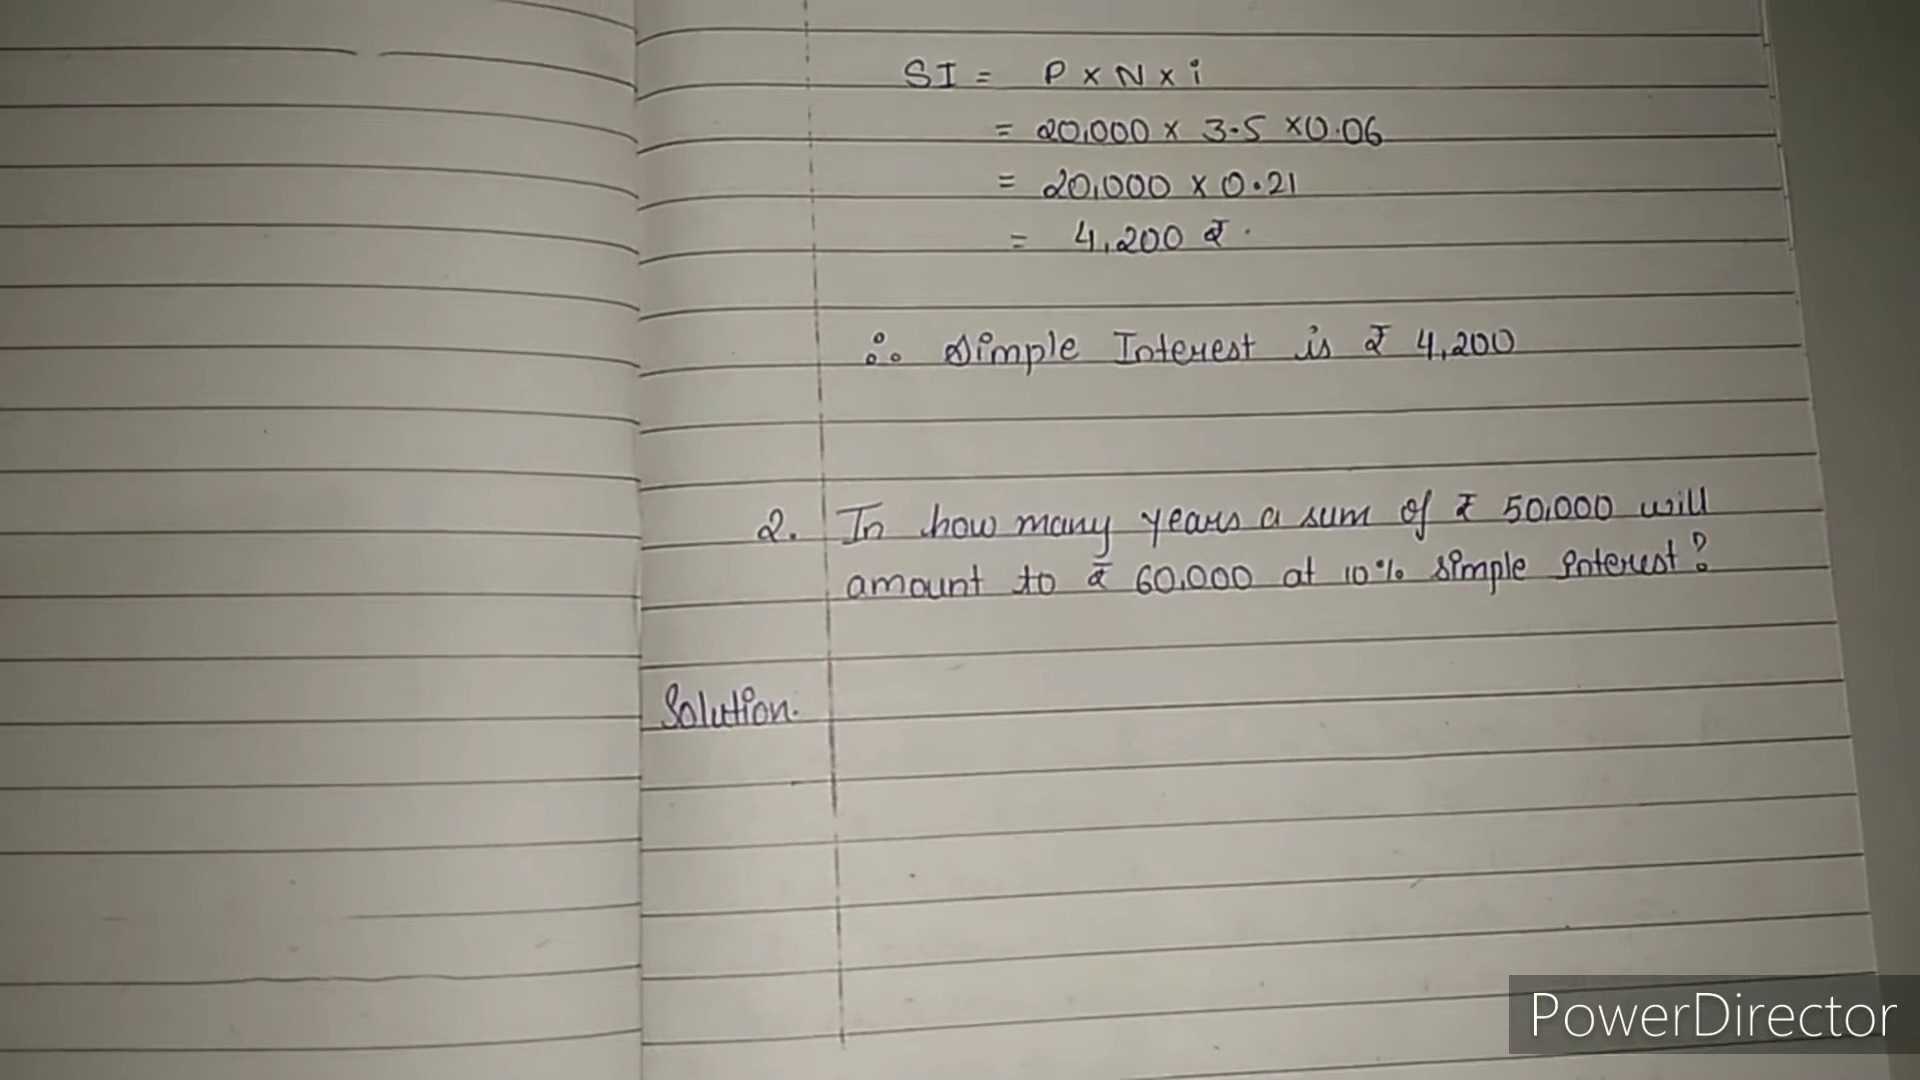 SI = P × N × i
= 20,000 × 3.5 × 0.06
= 20,000 × 0.21
= 4,200 ₹.
∴ Simple Interest is ₹ 4,200
2. In how many years a sum of ₹ 50,000 will
amount to ₹ 60,000 at 10% simple interest?
Solution.
PowerDirector